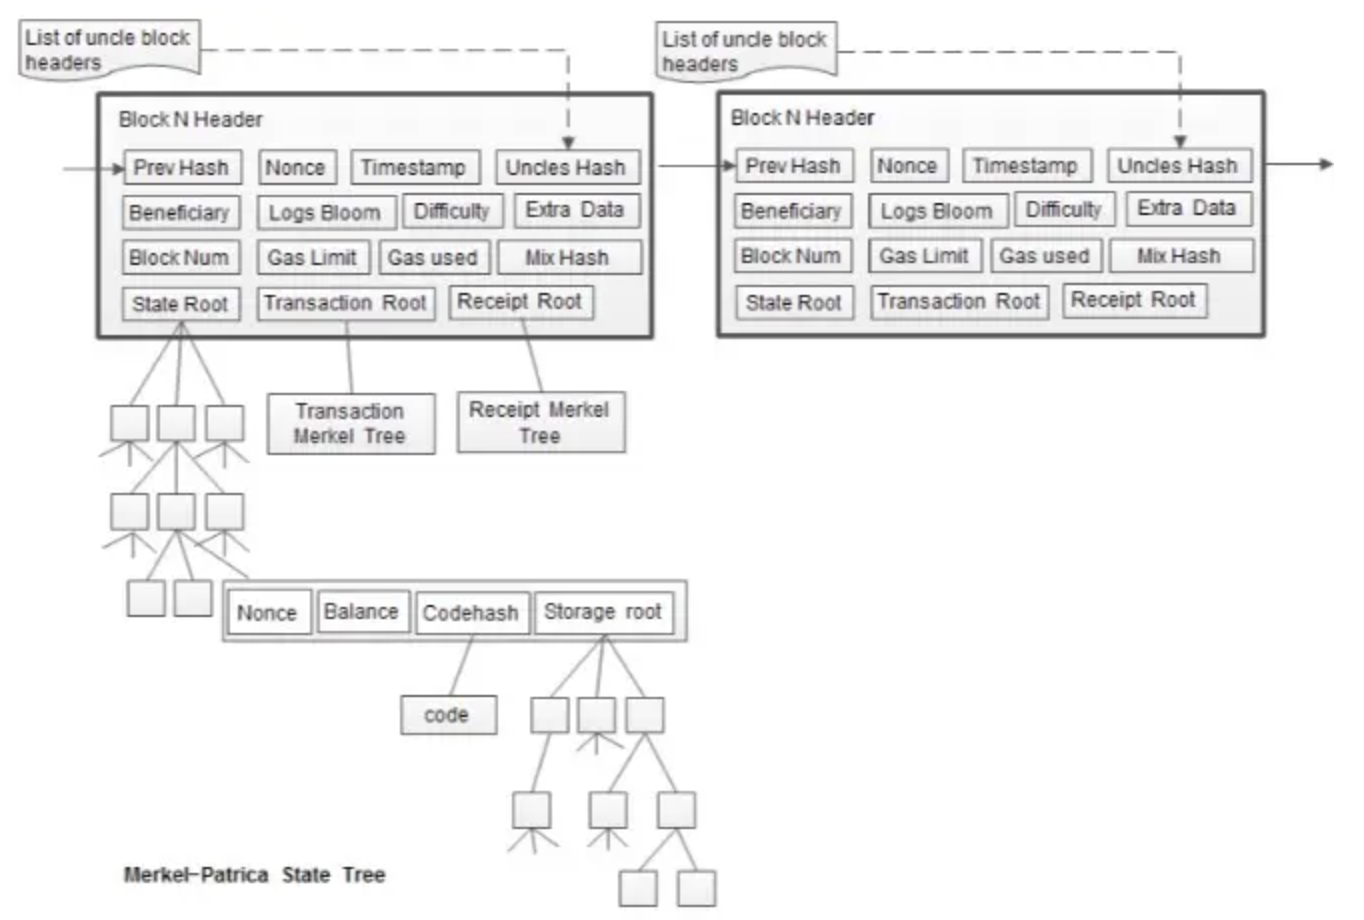 List of uncle block
headers
List of uncle block
headers
Block N Header
Prev Hash
Nonce
Timestamp
Uncles Hash
Beneficiary
Logs Bloom
Difficulty
Extra Data
Block Num
Gas Limit
Gas used
Mix Hash
State Root
Transaction Root
Receipt Root
Block N Header
Prev Hash
Nonce
Timestamp
Uncles Hash
Beneficiary
Logs Bloom
Difficulty
Extra Data
Block Num
Gas Limit
Gas used
Mix Hash
State Root
Transaction Root
Receipt Root
Transaction
Merkel Tree
Receipt Merkel
Tree
Nonce
Balance
Codehash
Storage root
code
Merkel-Patrica State Tree